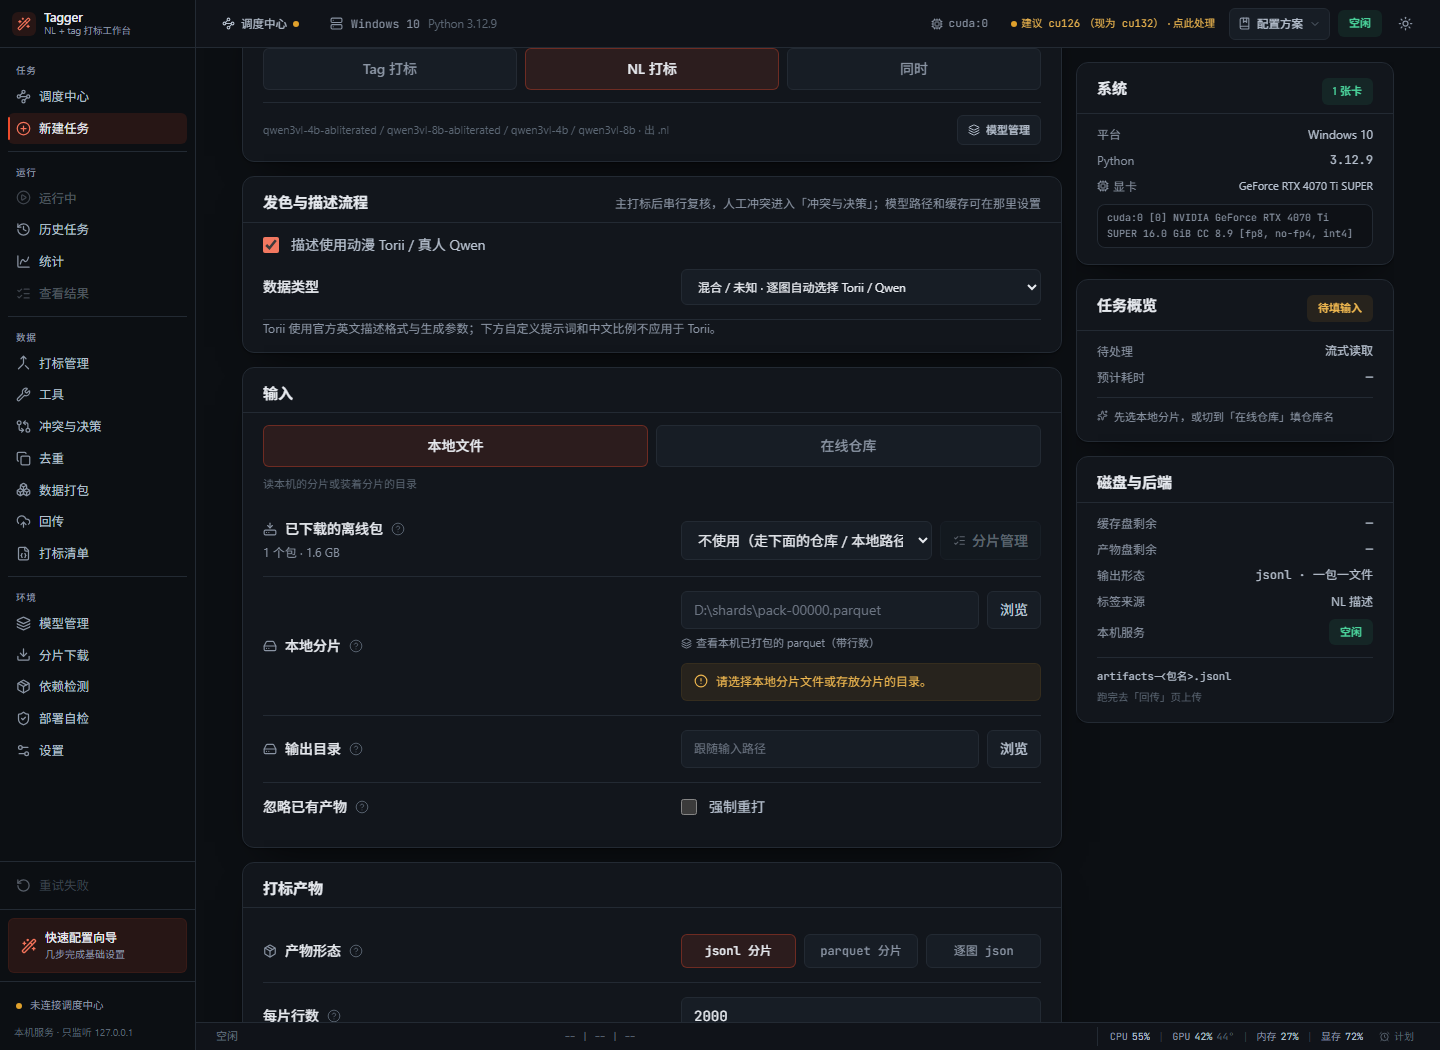 Tagger
NL + tag 打标工作台
调度中心
Windows 10
Python 3.12.9
cuda:0
建议 cu126 （现为 cu132） · 点此处理
配置方案
空闲
任务
调度中心
新建任务
运行
运行中
历史任务
统计
查看结果
数据
打标管理
工具
冲突与决策
去重
数据打包
回传
打标清单
环境
模型管理
分片下载
依赖检测
部署自检
设置
重试失败
快速配置向导
几步完成基础设置
未连接调度中心
本机服务 · 只监听 127.0.0.1
Tag 打标
NL 打标
同时
qwen3vl-4b-abliterated / qwen3vl-8b-abliterated / qwen3vl-4b / qwen3vl-8b · 出 .nl
模型管理
发色与描述流程
主打标后串行复核，人工冲突进入「冲突与决策」；模型路径和缓存可在那里设置
描述使用动漫 Torii / 真人 Qwen
数据类型
混合 / 未知 · 逐图自动选择 Torii / Qwen
Torii 使用官方英文描述格式与生成参数；下方自定义提示词和中文比例不应用于 Torii。
输入
本地文件
在线仓库
读本机的分片或装着分片的目录
已下载的离线包
1 个包 · 1.6 GB
不使用（走下面的仓库 / 本地路径
分片管理
本地分片
D:\shards\pack-00000.parquet
浏览
查看本机已打包的 parquet（带行数）
请选择本地分片文件或存放分片的目录。
输出目录
跟随输入路径
浏览
忽略已有产物
强制重打
打标产物
产物形态
jsonl 分片
parquet 分片
逐图 json
每片行数
2000
系统
1 张卡
平台
Windows 10
Python
3.12.9
显卡
GeForce RTX 4070 Ti SUPER
cuda:0 [0] NVIDIA GeForce RTX 4070 Ti
SUPER 16.0 GiB CC 8.9 [fp8, no-fp4, int4]
任务概览
待填输入
待处理
流式读取
预计耗时
—
先选本地分片，或切到「在线仓库」填仓库名
磁盘与后端
缓存盘剩余
—
产物盘剩余
—
输出形态
jsonl · 一包一文件
标签来源
NL 描述
本机服务
空闲
artifacts—<包名>.jsonl
跑完去「回传」页上传
空闲
-- | -- | --
CPU 55% | GPU 42% 44° | 内存 27% | 显存 72%
计划